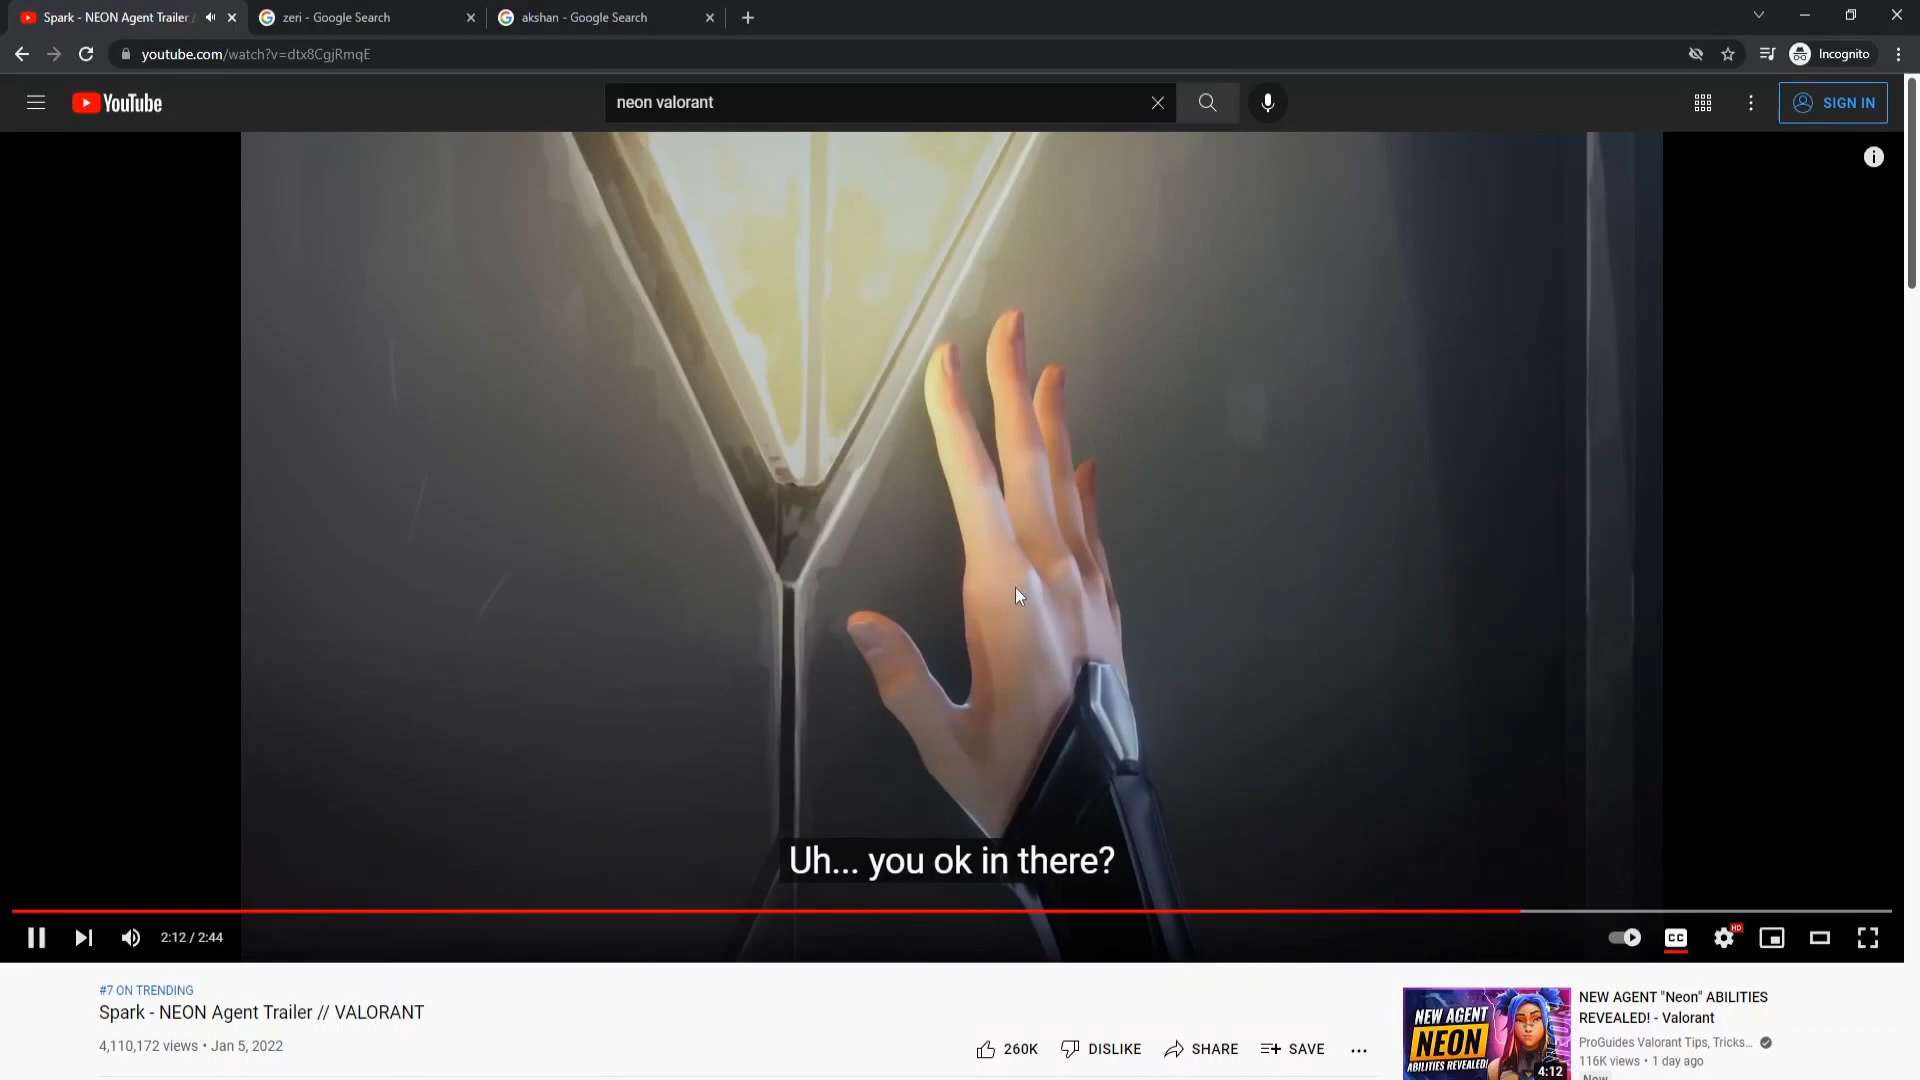 Spark - NEON Agent Trailer /
zeri - Google Search
akshan - Google Search
youtube.com/watch?v=dtx8CgjRmqE
Incognito
YouTube
neon valorant
SIGN IN
Uh... you ok in there?
2:12 / 2:44
CC
HD
#7 ON TRENDING
Spark - NEON Agent Trailer // VALORANT
4,110,172 views • Jan 5, 2022
260K
DISLIKE
SHARE
SAVE
NEW AGENT
NEON
ABILITIES REVEALED!
4:12
NEW AGENT "Neon" ABILITIES
REVEALED! - Valorant
ProGuides Valorant Tips, Tricks...
116K views • 1 day ago
New